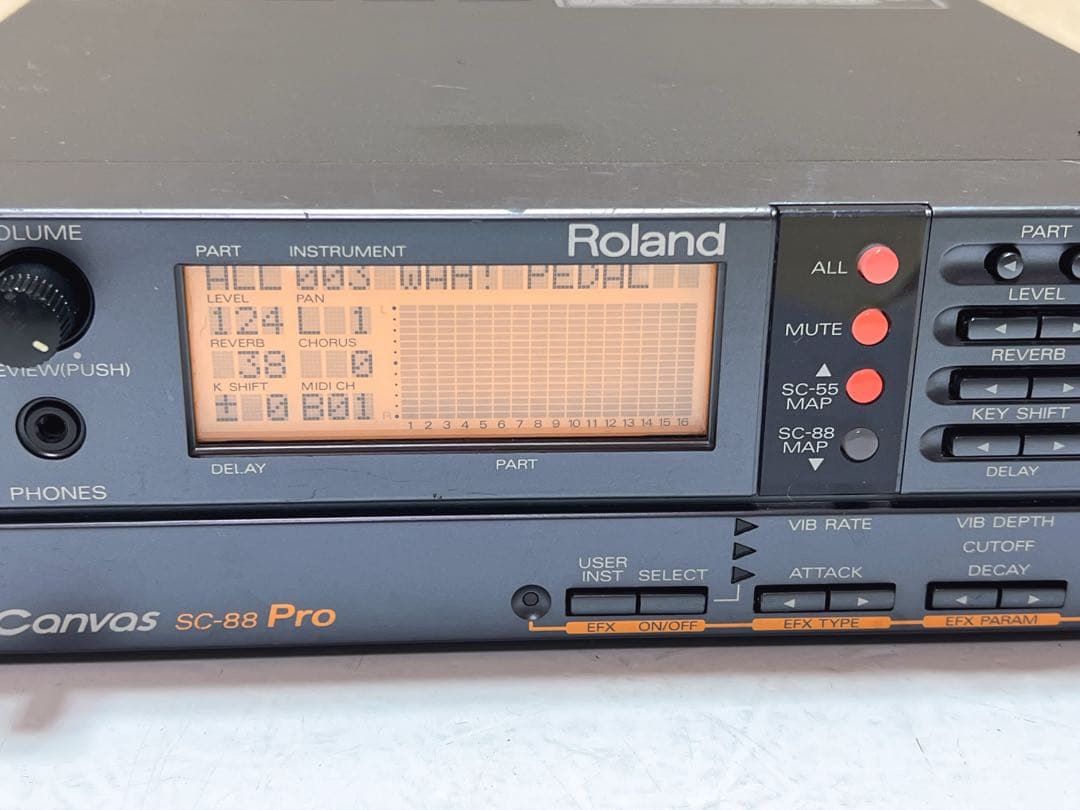 OLUME
PART INSTRUMENT
Roland
ALL 003 WAH! PEDAL
LEVEL PAN
124 L 1
REVERB CHORUS
38 0
K SHIFT MIDI CH
± 0 B01
L
R
1 2 3 4 5 6 7 8 9 10 11 12 13 14 15 16
DELAY PART
EVIEW(PUSH)
PHONES
ALL
MUTE
SC-55
MAP
SC-88
MAP
PART
LEVEL
REVERB
KEY SHIFT
DELAY
Canvas SC-88 Pro
USER
INST SELECT
EFX ON/OFF
VIB RATE
ATTACK
EFX TYPE
VIB DEPTH
CUTOFF
DECAY
EFX PARAM